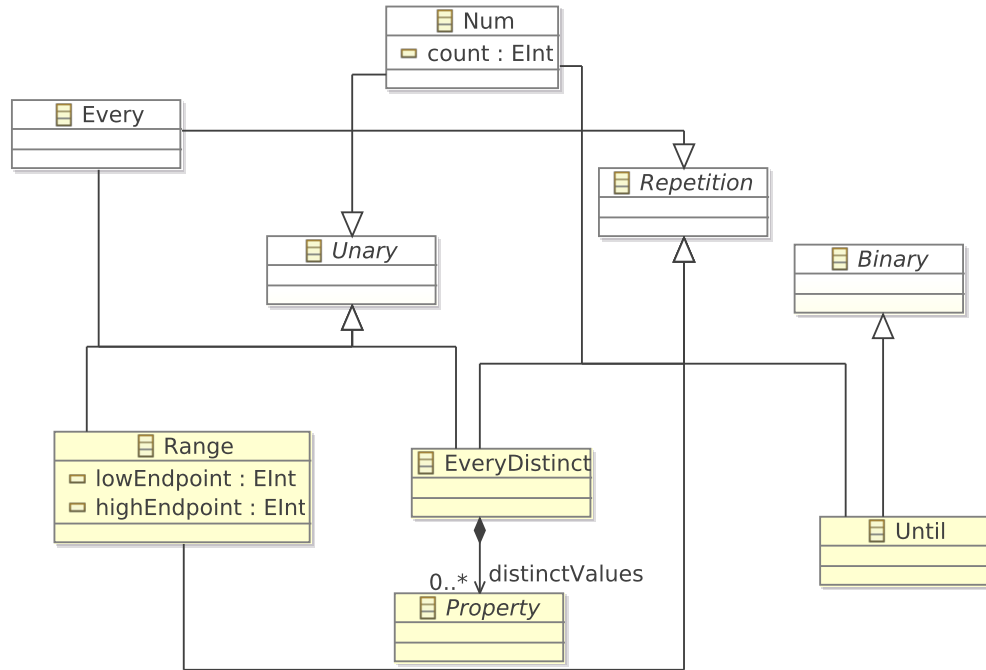 Num
count : EInt
Every
Repetition
Unary
Binary
Range
lowEndpoint : EInt
highEndpoint : EInt
EveryDistinct
Until
0..*
distinctValues
Property